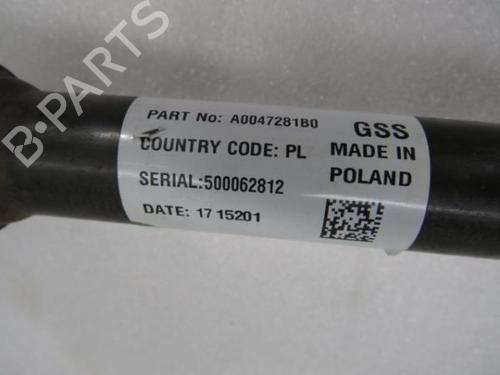 PART No: A0047281B0
GSS
COUNTRY CODE: PL
MADE IN
SERIAL:500062812
POLAND
DATE: 17 15201
B-PARTS